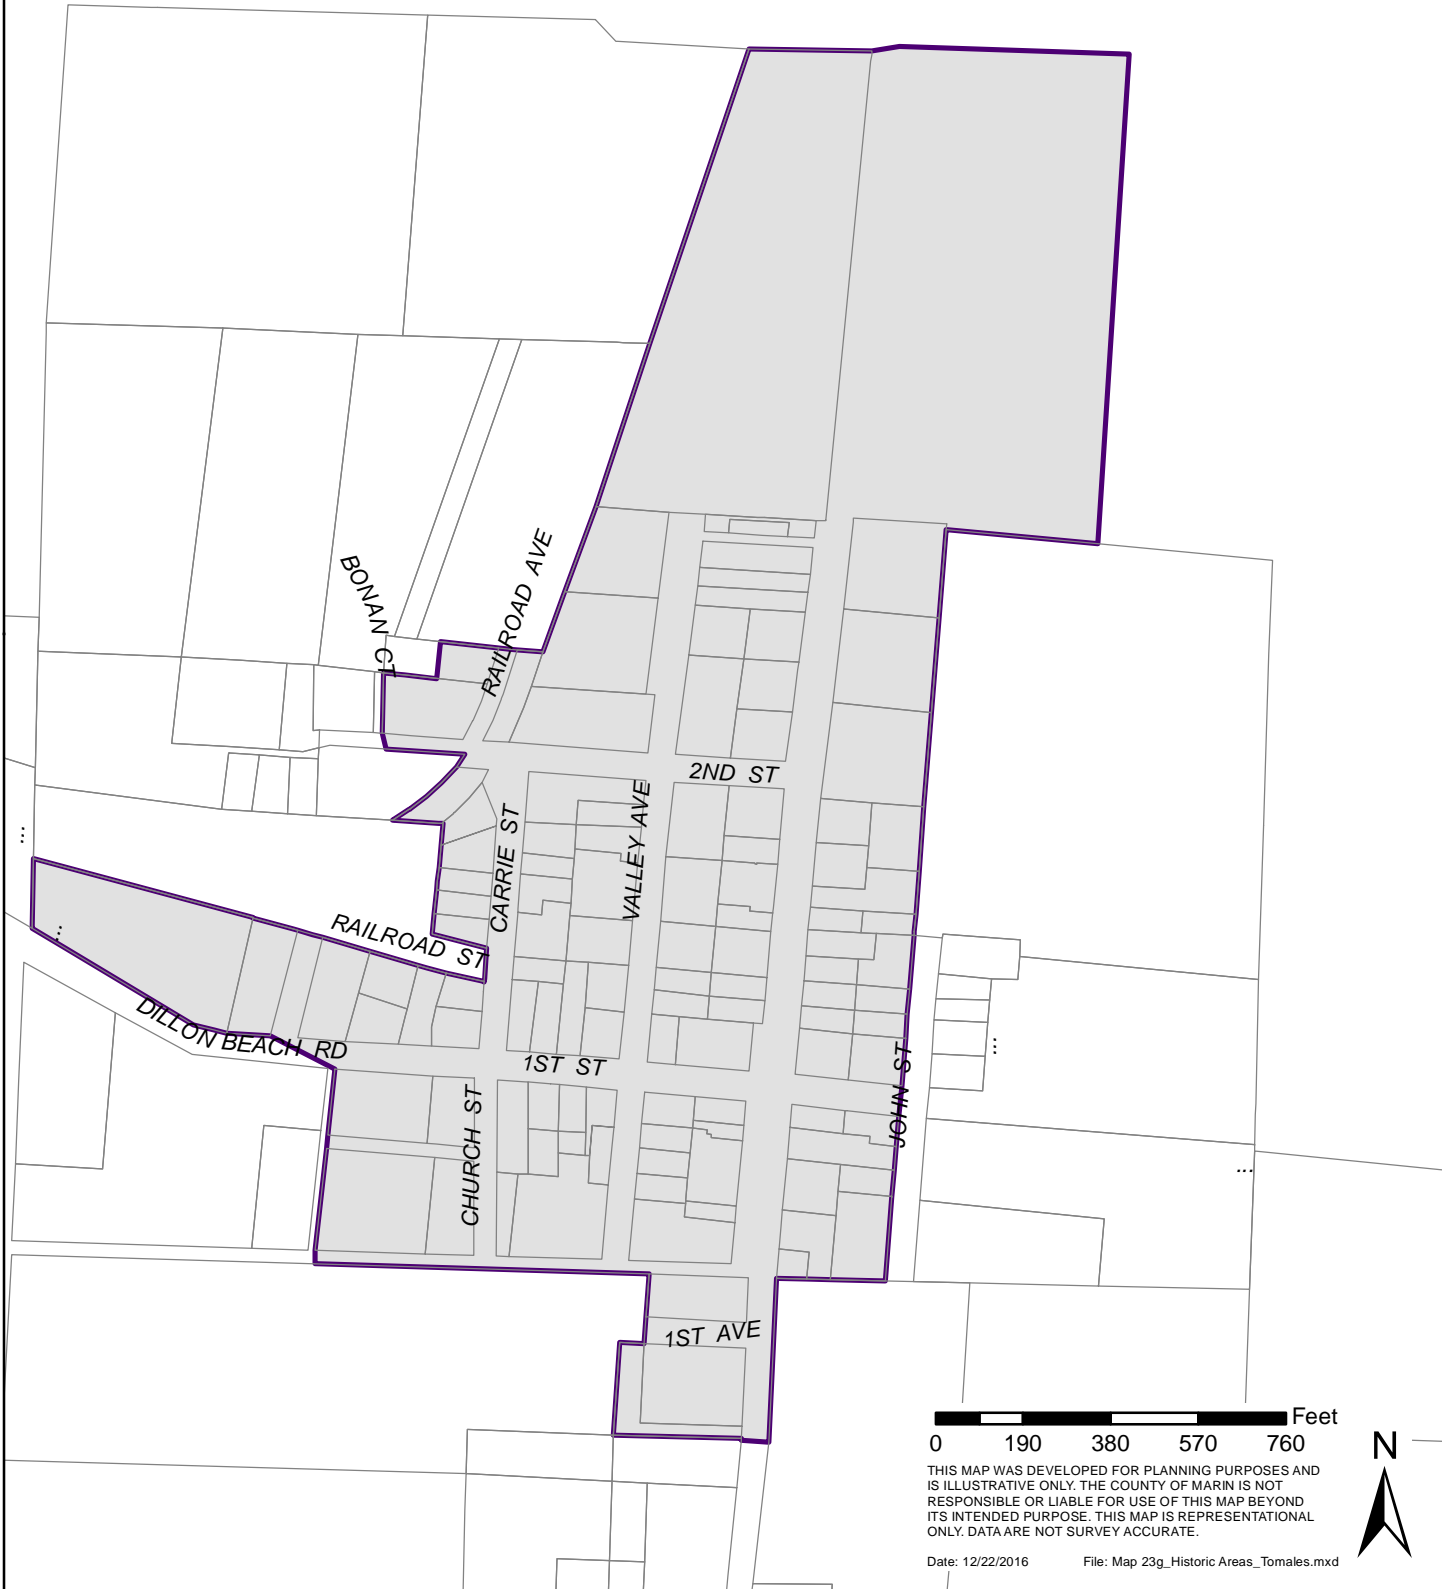 BONAN CT
RAILROAD AVE
2ND ST
VALLEY AVE
CARRIE ST
...
RAILROAD ST
...
DILLON BEACH RD
1ST ST
JOHN ST
...
CHURCH ST
...
1ST AVE
Feet
0 190 380 570 760
N
THIS MAP WAS DEVELOPED FOR PLANNING PURPOSES AND
IS ILLUSTRATIVE ONLY. THE COUNTY OF MARIN IS NOT
RESPONSIBLE OR LIABLE FOR USE OF THIS MAP BEYOND
ITS INTENDED PURPOSE. THIS MAP IS REPRESENTATIONAL
ONLY. DATA ARE NOT SURVEY ACCURATE.
Date: 12/22/2016 File: Map 23g_Historic Areas_Tomales.mxd